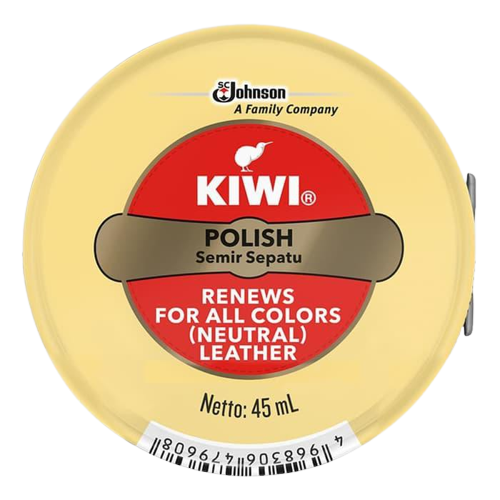 SC Johnson
A Family Company
KIWI®
POLISH
Semir Sepatu
RENEWS
FOR ALL COLORS
(NEUTRAL)
LEATHER
Netto: 45 mL
4 968306 479608